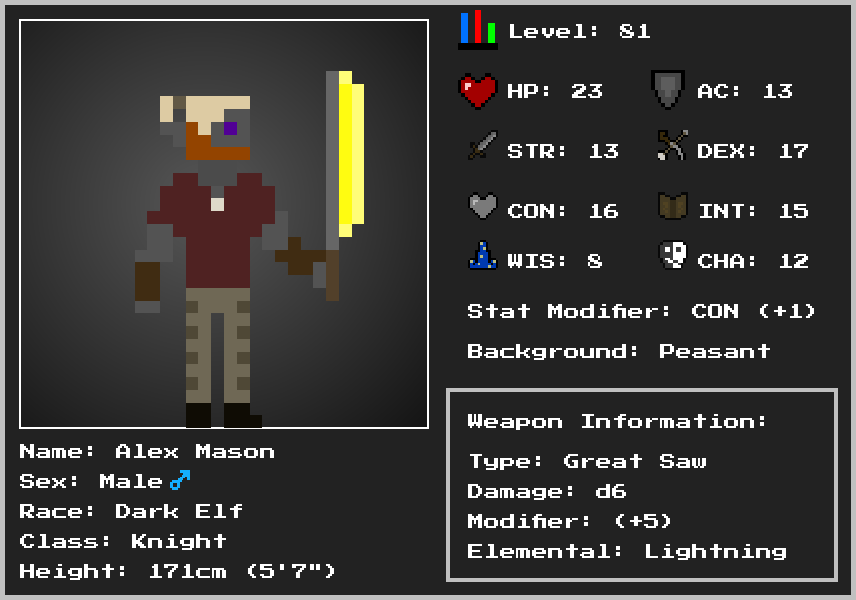 Level: 81
HP: 23 AC: 13
STR: 13 DEX: 17
CON: 16 INT: 15
WIS: 8 CHA: 12
Stat Modifier: CON (+1)
Background: Peasant
Weapon Information:
Type: Great Saw
Damage: d6
Modifier: (+5)
Elemental: Lightning
Name: Alex Mason
Sex: Male ♂
Race: Dark Elf
Class: Knight
Height: 171cm (5'7")